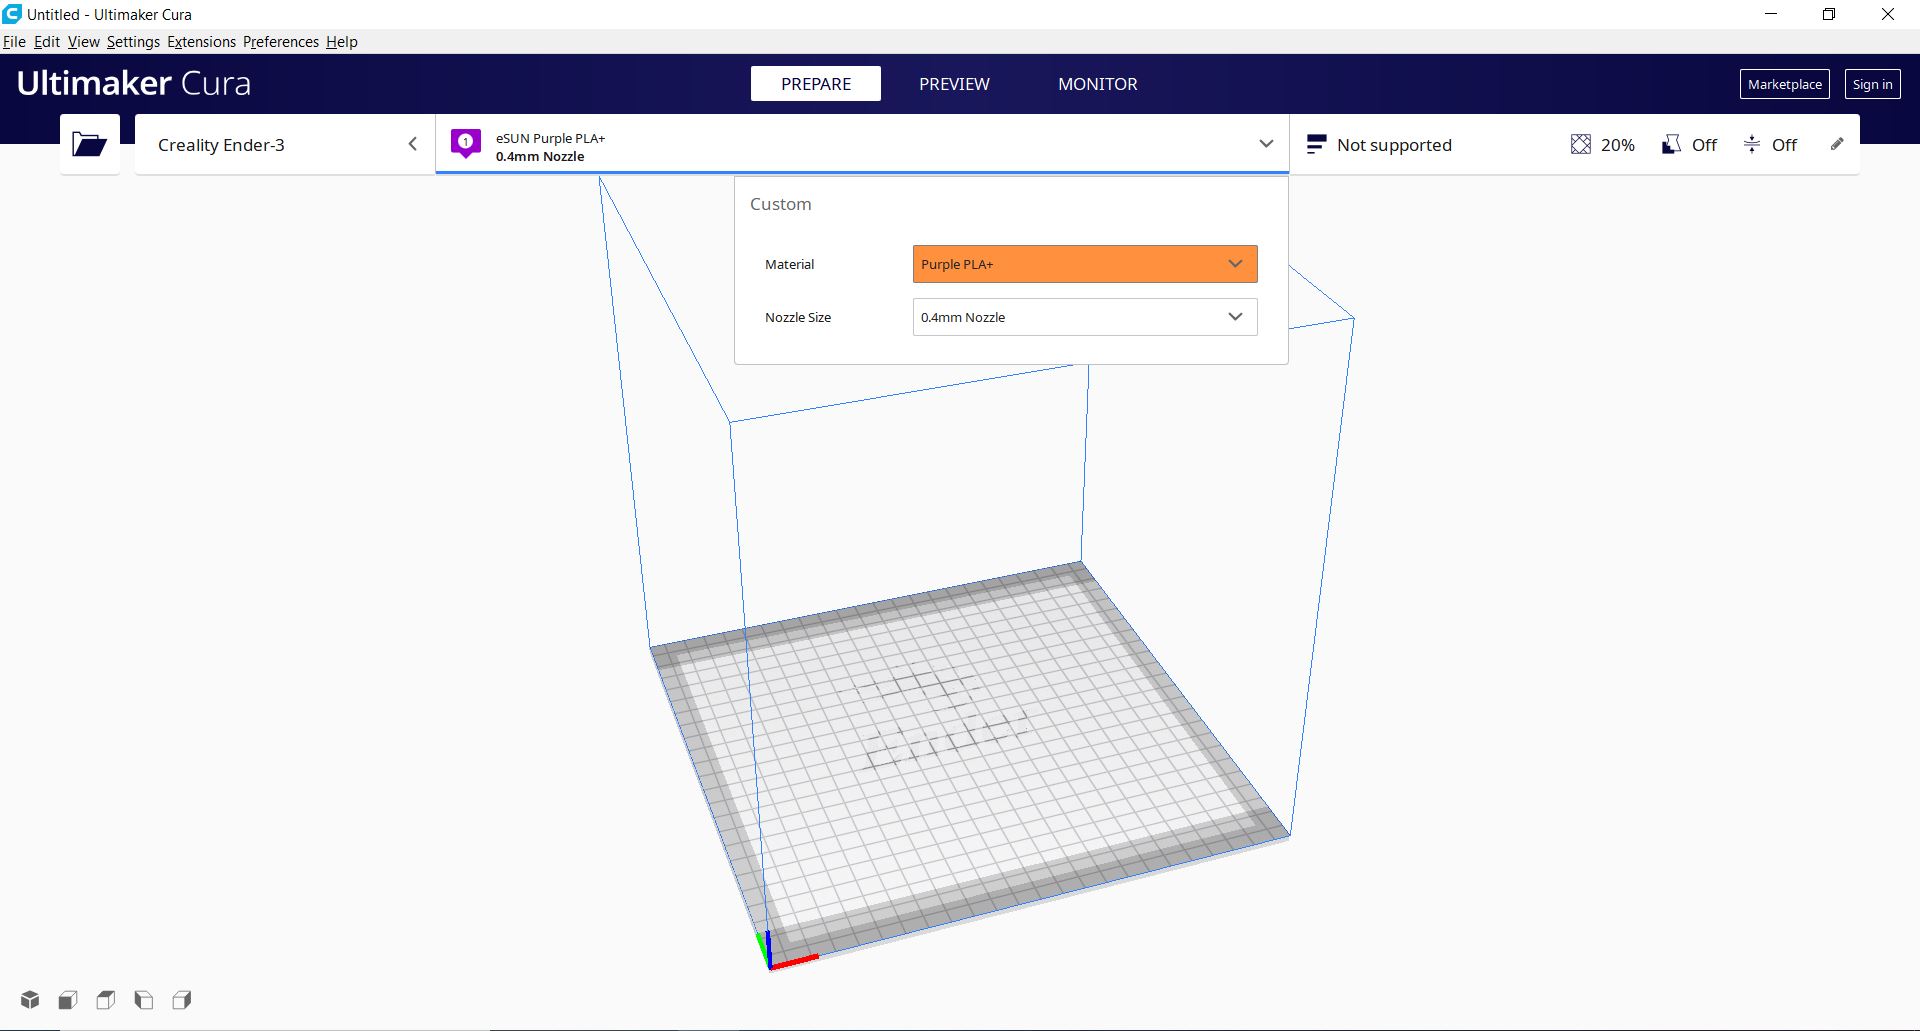 Untitled - Ultimaker Cura
File Edit View Settings Extensions Preferences Help
Ultimaker Cura
PREPARE
PREVIEW
MONITOR
Marketplace
Sign in
Creality Ender-3
1
eSUN Purple PLA+
0.4mm Nozzle
Not supported
20%
Off
Off
Custom
Material
Purple PLA+
Nozzle Size
0.4mm Nozzle